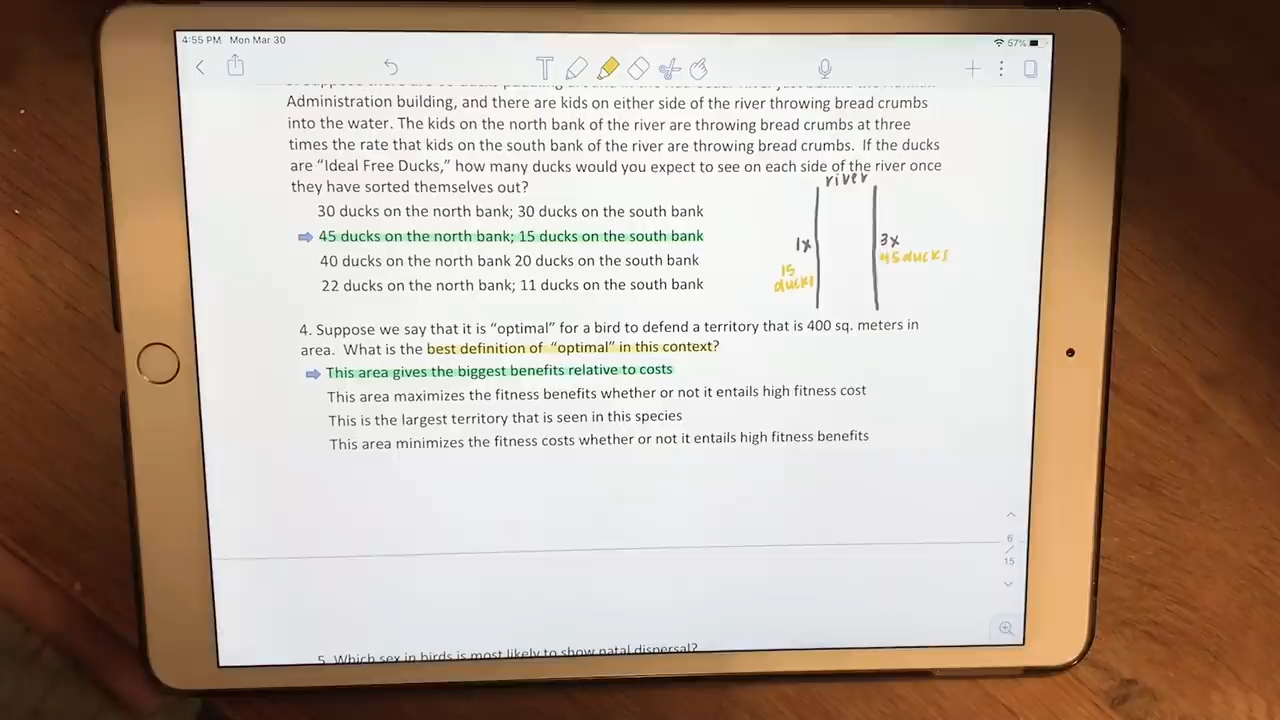 4:55 PM Mon Mar 30
57%
Administration building, and there are kids on either side of the river throwing bread crumbs
into the water. The kids on the north bank of the river are throwing bread crumbs at three
times the rate that kids on the south bank of the river are throwing bread crumbs. If the ducks
are “Ideal Free Ducks,” how many ducks would you expect to see on each side of the river once
they have sorted themselves out?
river
30 ducks on the north bank; 30 ducks on the south bank
45 ducks on the north bank; 15 ducks on the south bank
1x
3x
40 ducks on the north bank 20 ducks on the south bank
45 ducks
15
ducks
22 ducks on the north bank; 11 ducks on the south bank
4. Suppose we say that it is “optimal” for a bird to defend a territory that is 400 sq. meters in
area. What is the best definition of “optimal” in this context?
This area gives the biggest benefits relative to costs
This area maximizes the fitness benefits whether or not it entails high fitness cost
This is the largest territory that is seen in this species
This area minimizes the fitness costs whether or not it entails high fitness benefits
6
/
15
5. Which sex in birds is most likely to show natal dispersal?